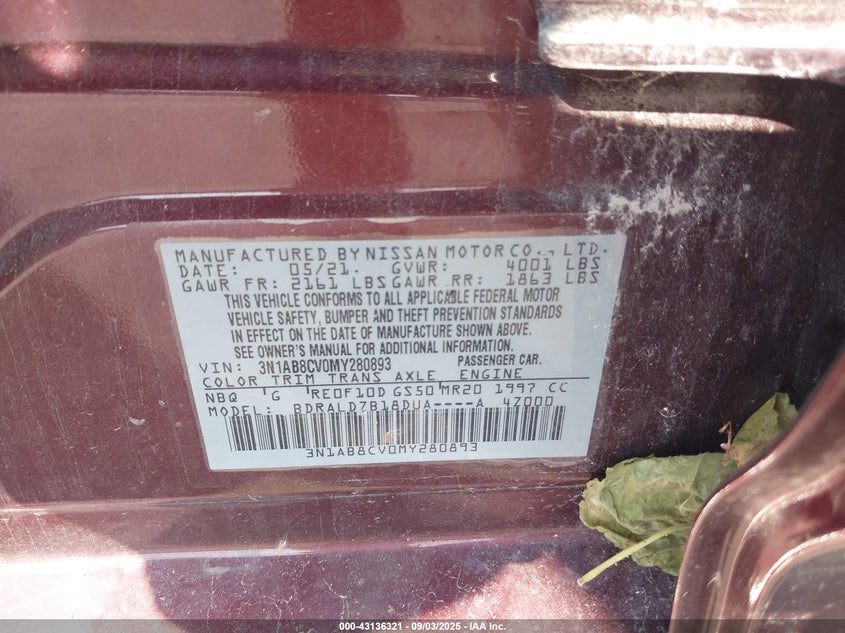 MANUFACTURED BY NISSAN MOTOR CO., LTD.
DATE: 05/21. GVWR: 4001 LBS
GAWR FR: 2161 LBS GAWR RR: 1863 LBS
THIS VEHICLE CONFORMS TO ALL APPLICABLE FEDERAL MOTOR
VEHICLE SAFETY, BUMPER AND THEFT PREVENTION STANDARDS
IN EFFECT ON THE DATE OF MANUFACTURE SHOWN ABOVE.
SEE OWNER'S MANUAL FOR ADDITIONAL INFORMATION.
VIN: 3N1AB8CV0MY280893 PASSENGER CAR.
COLOR TRIM TRANS AXLE ENGINE
NBQ G RE0F10D GS50 MR20 1997 CC
MODEL: BDRALD7B18DUA----A 47000
3N1AB8CV0MY280893
000-43136321 - 09/03/2025 - IAA Inc.